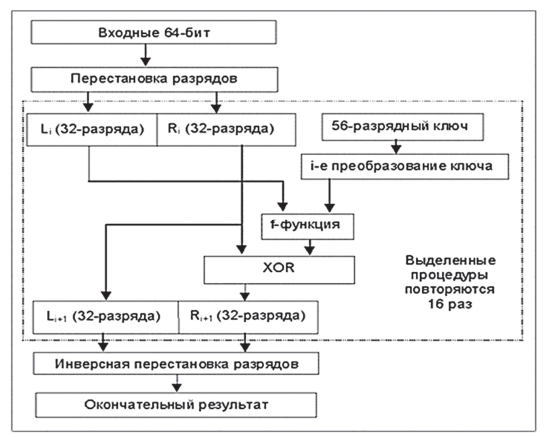 Входные 64-бит
Перестановка разрядов
Li (32-разряда)
Ri (32-разряда)
56-разрядный ключ
i-е преобразование ключа
f-функция
XOR
Выделенные
процедуры
повторяются
16 раз
Li+1 (32-разряда)
Ri+1 (32-разряда)
Инверсная перестановка разрядов
Окончательный результат